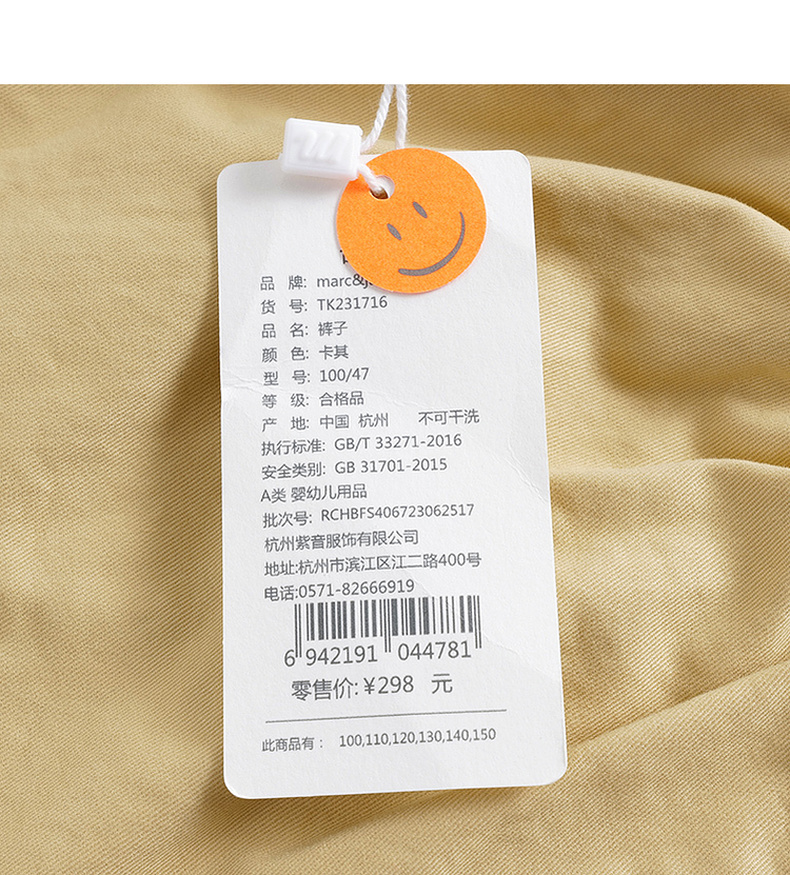 品 牌: marc&j
货 号: TK231716
品 名: 裤子
颜 色: 卡其
型 号: 100/47
等 级: 合格品
产 地: 中国 杭州 不可干洗
执行标准: GB/T 33271-2016
安全类别: GB 31701-2015
A类 婴幼儿用品
批次号: RCHBFS406723062517
杭州紫音服饰有限公司
地址:杭州市滨江区江二路400号
电话:0571-82666919
6 942191 044781
零售价:¥298 元
此商品有: 100,110,120,130,140,150